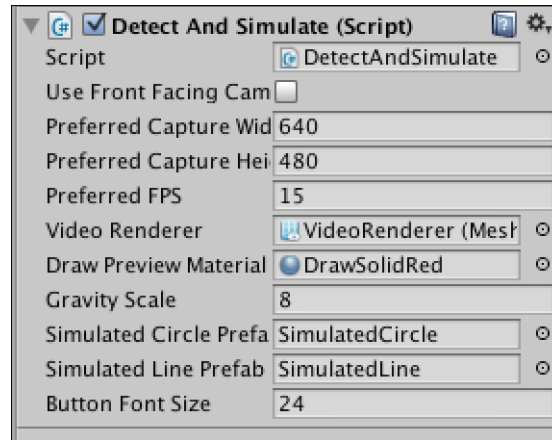 Detect And Simulate (Script)
Script DetectAndSimulate
Use Front Facing Cam
Preferred Capture Wid 640
Preferred Capture Hei 480
Preferred FPS 15
Video Renderer VideoRenderer (Mesh
Draw Preview Material DrawSolidRed
Gravity Scale 8
Simulated Circle Prefa SimulatedCircle
Simulated Line Prefab SimulatedLine
Button Font Size 24